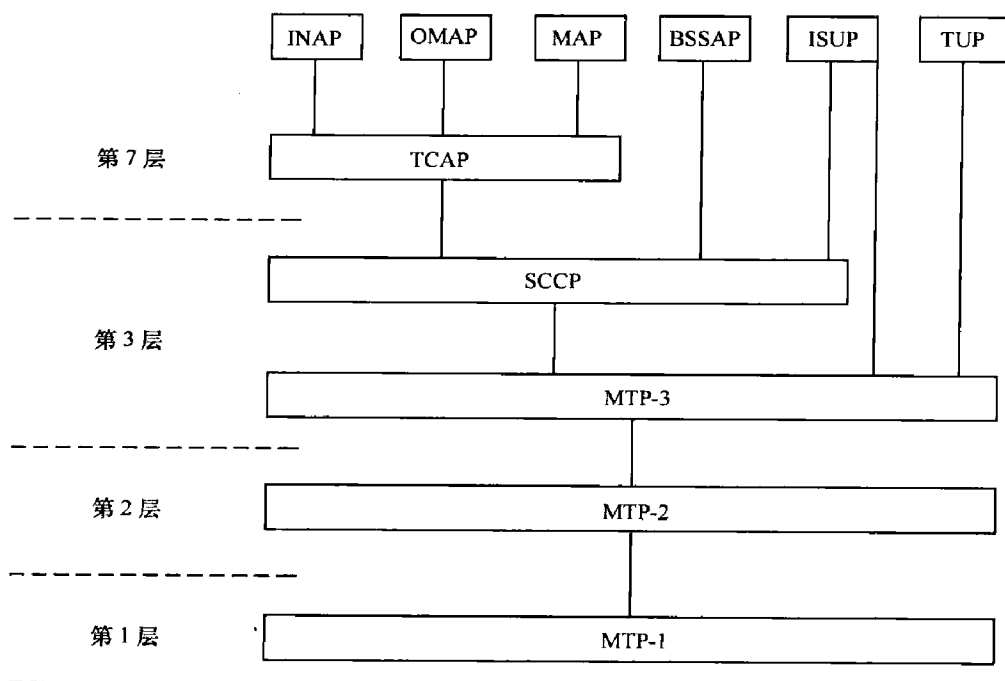 INAP OMAP MAP BSSAP ISUP TUP
第 7 层
TCAP
SCCP
第 3 层
MTP-3
第 2 层
MTP-2
第 1 层
MTP-1